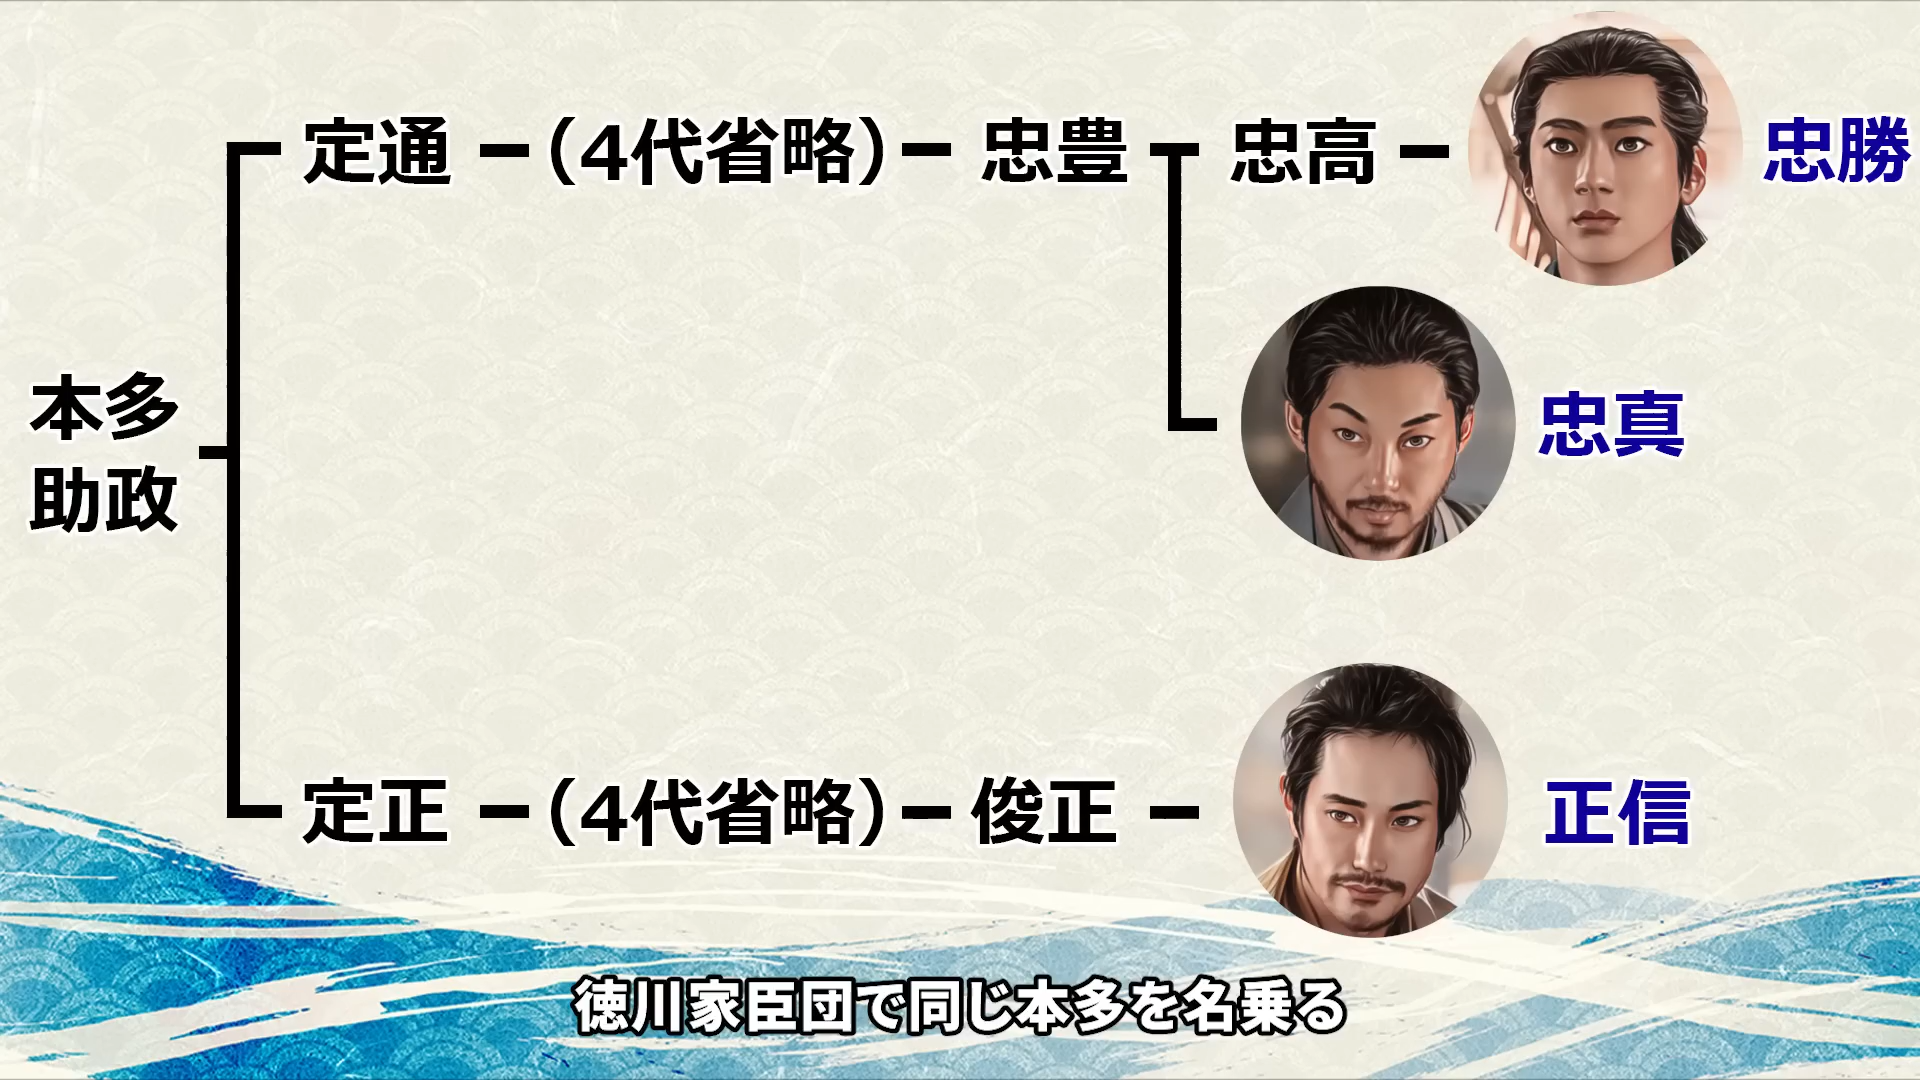 定通ー(4代省略)ー忠豊
忠高ー
忠勝
忠真
本多
助政
定正ー(4代省略)ー俊正ー
正信
徳川家臣団で同じ本多を名乗る